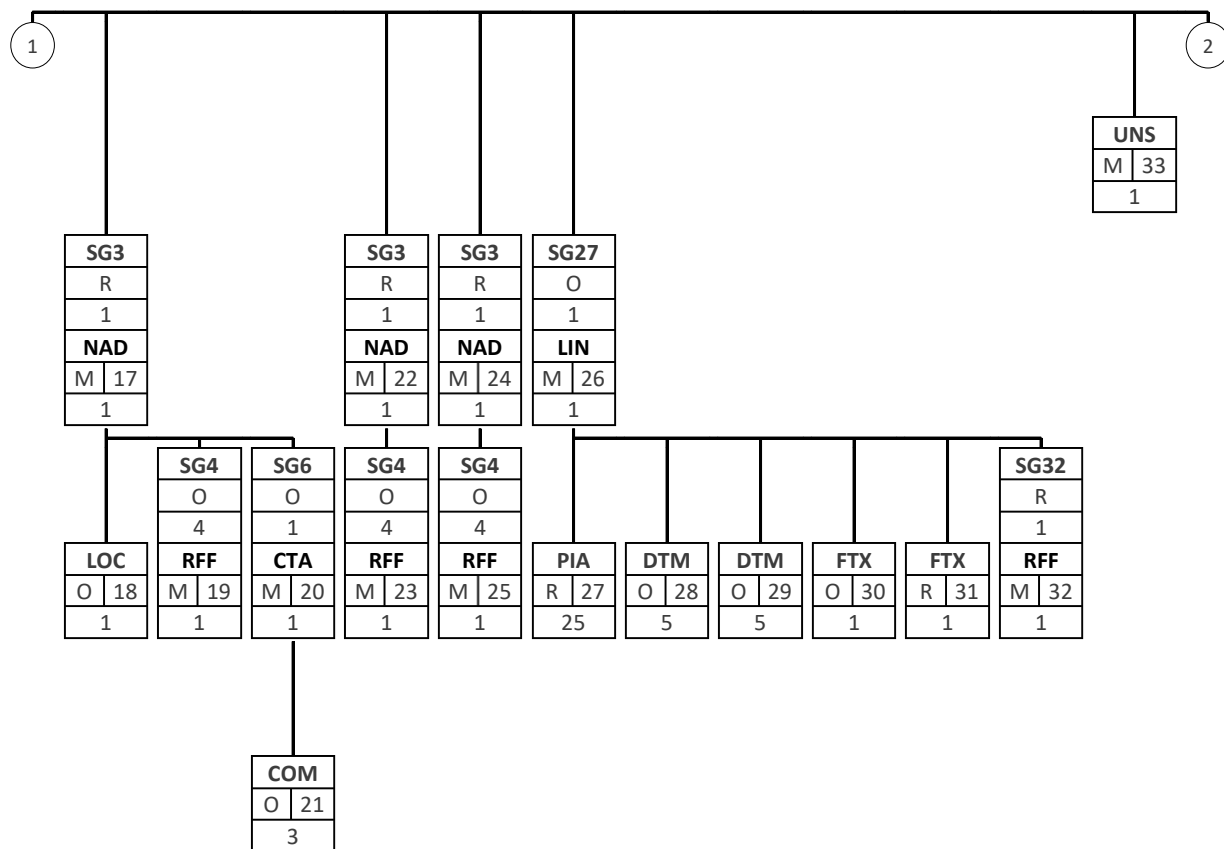 1 2
UNS
M 33
1
SG3 SG3 SG3 SG27
R R R O
1 1 1 1
NAD NAD NAD LIN
M 17 M 22 M 24 M 26
1 1 1 1
SG4 SG6 SG4 SG4 SG32
O O O O R
4 1 4 4 1
LOC RFF CTA RFF RFF PIA DTM DTM FTX FTX RFF
O 18 M 19 M 20 M 23 M 25 R 27 O 28 O 29 O 30 R 31 M 32
1 1 1 1 1 25 5 5 1 1 1
COM
O 21
3